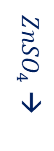 ZnSO₄ →